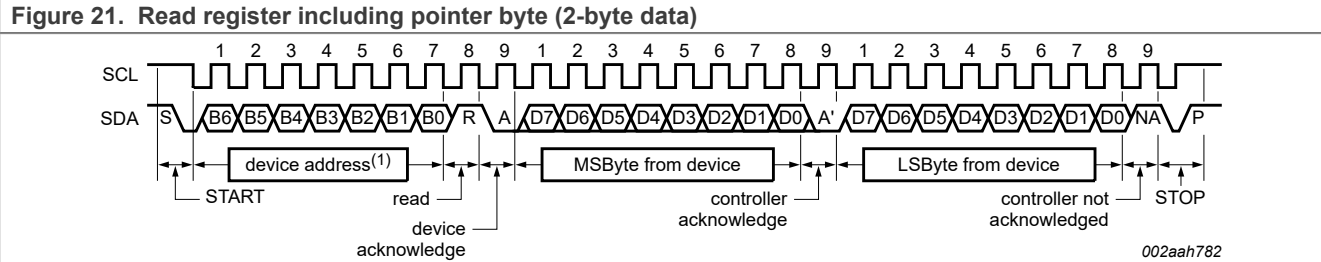 Figure 21. Read register including pointer byte (2-byte data)
1 2 3 4 5 6 7 8 9 1 2 3 4 5 6 7 8 9 1 2 3 4 5 6 7 8 9
SCL
SDA S B6 B5 B4 B3 B2 B1 B0 R A D7 D6 D5 D4 D3 D2 D1 D0 A' D7 D6 D5 D4 D3 D2 D1 D0 NA P
device address(1) MSByte from device LSByte from device
START read controller controller not STOP
acknowledge acknowledged
device
acknowledge 002aah782